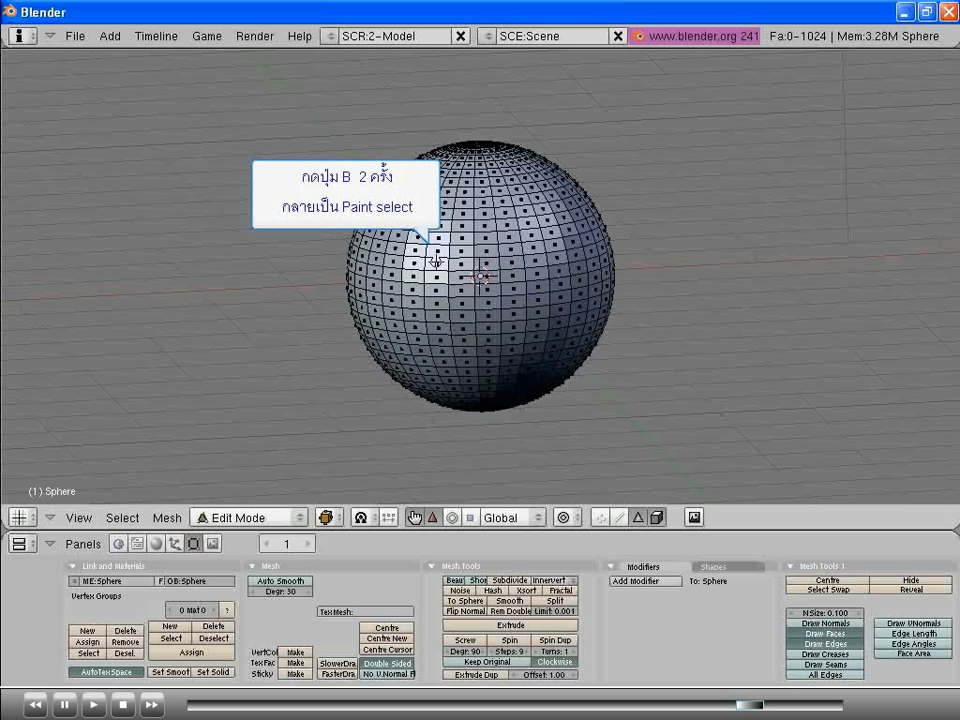 Blender
File Add Timeline Game Render Help SCR:2-Model SCE:Scene www.blender.org 241 Fa:0-1024 | Mem:3.28M Sphere
กดปุ่ม B 2 ครั้ง
กลายเป็น Paint select
(1) Sphere
View Select Mesh Edit Mode Global
Panels 1
Link and Materials Mesh Mesh Tools Modifiers Shapes Mesh Tools 1
ME:Sphere F OB:Sphere Auto Smooth Beau Shor Subdivide Innervert Add Modifier To: Sphere Centre Hide
Vertex Groups Degr: 30 Noise Hash Xsort Fractal Select Swap Reveal
To Sphere Smooth Split
0 Mat 0 ? TexMesh: Flip Normal Rem Double Limit: 0.001 NSize: 0.100
New Delete New Delete Centre Extrude Draw Normals Draw VNormals
Assign Remove Select Deselect Centre New Screw Spin Spin Dup Draw Faces Edge Length
Select Desel. Assign VertCol Make Centre Cursor Degr: 90 Steps: 9 Turns: 1 Draw Edges Edge Angles
TexFac Make SlowerDra Double Sided Keep Original Clockwise Draw Creases Face Area
AutoTexSpace Set Smoot Set Solid Sticky Make FasterDra No V.Normal F Extrude Dup Offset: 1.00 Draw Seams
All Edges